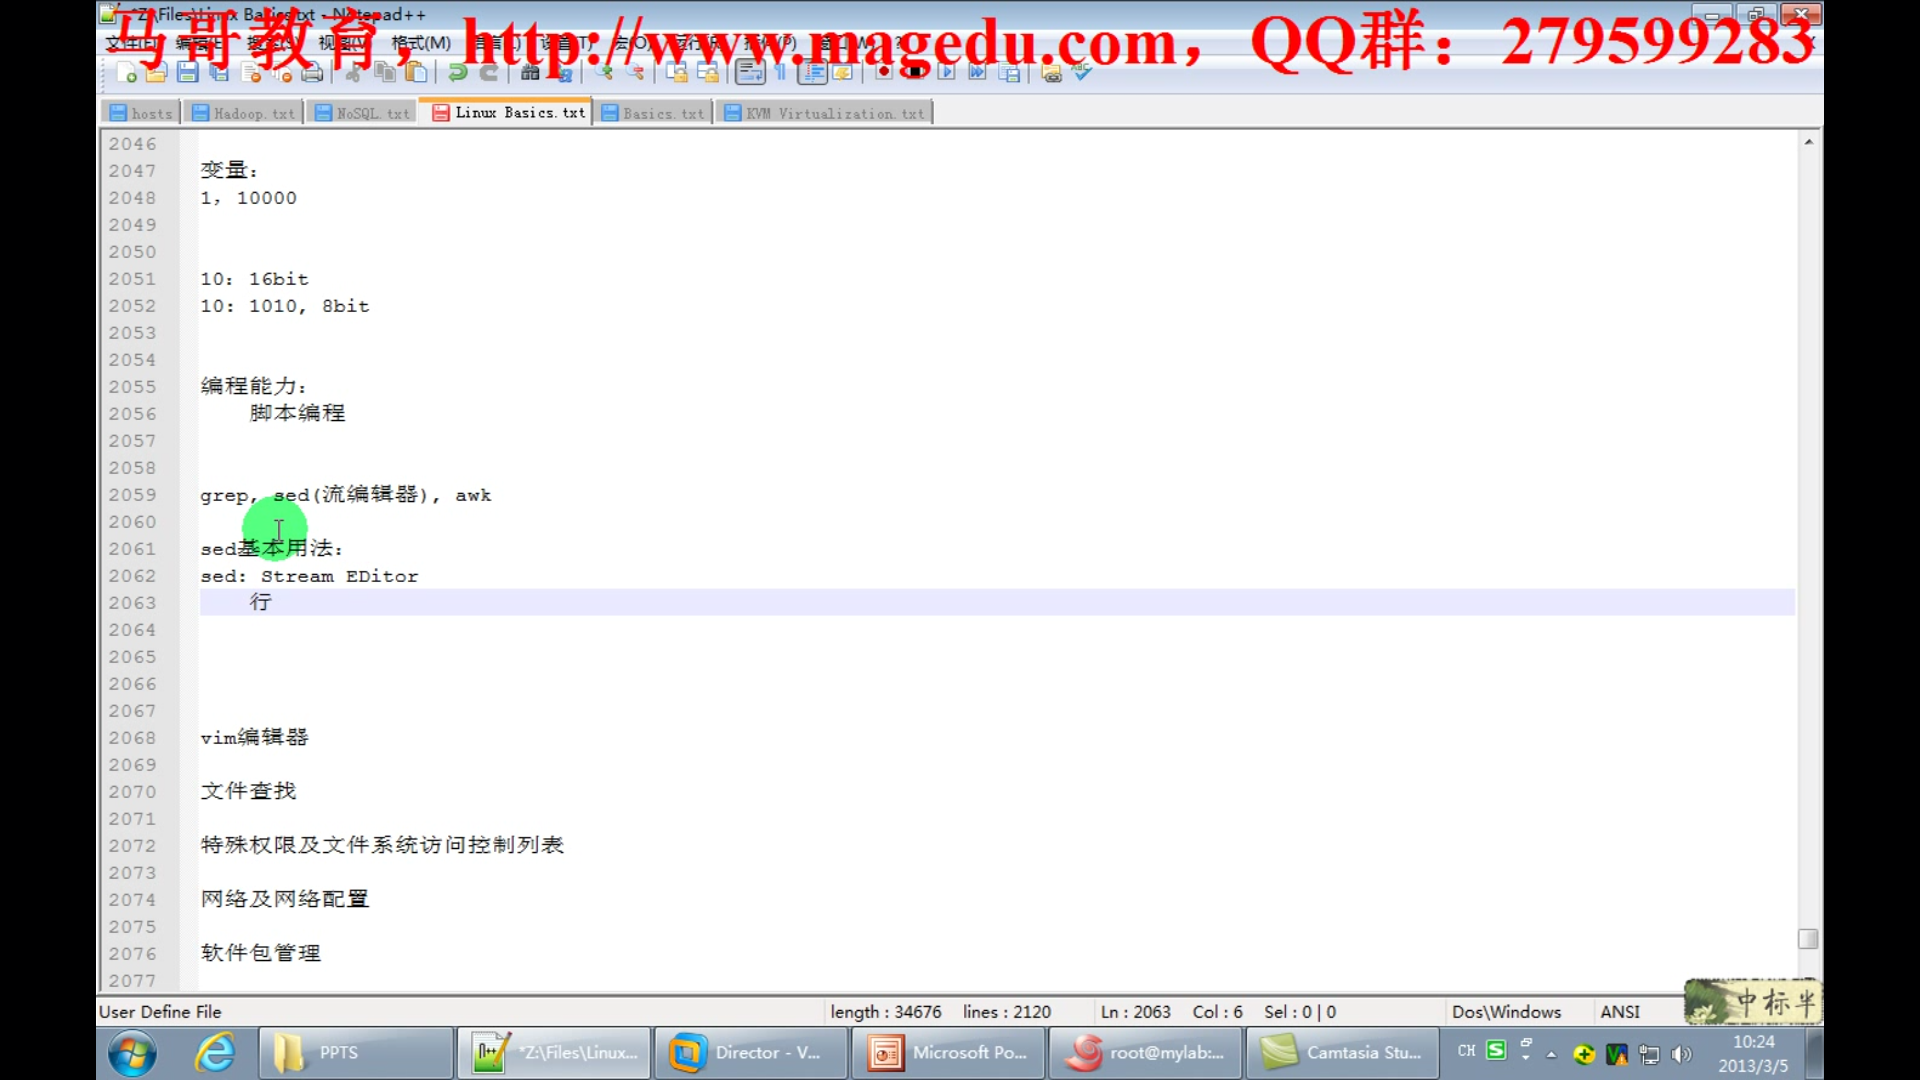 *Z:\Files\Linux Basics.txt - Notepad++
马哥教育，http://www.magedu.com，QQ群：279599283
格式(M)
hosts Hadoop.txt NoSQL.txt Linux Basics.txt Basics.txt KVM Virtualization.txt
2046
2047 变量：
2048 1, 10000
2049
2050
2051 10: 16bit
2052 10: 1010, 8bit
2053
2054
2055 编程能力：
2056 脚本编程
2057
2058
2059 grep, sed(流编辑器), awk
2060
2061 sed基本用法：
2062 sed: Stream EDitor
2063 行
2064
2065
2066
2067
2068 vim编辑器
2069
2070 文件查找
2071
2072 特殊权限及文件系统访问控制列表
2073
2074 网络及网络配置
2075
2076 软件包管理
2077
User Define File length : 34676 lines : 2120 Ln : 2063 Col : 6 Sel : 0 | 0 Dos\Windows ANSI
中标半
PPTS *Z:\Files\Linux... Director - V... Microsoft Po... root@mylab:... Camtasia Stu... CH 10:24
2013/3/5